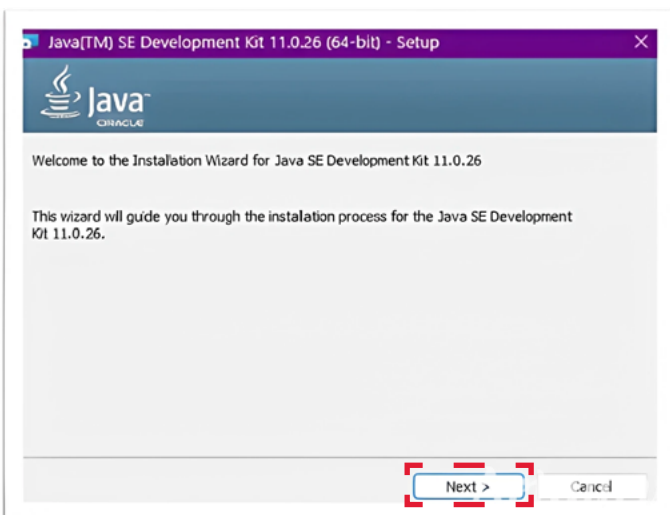 Java(TM) SE Development Kit 11.0.26 (64-bit) - Setup
Java™
ORACLE
Welcome to the Installation Wizard for Java SE Development Kit 11.0.26
This wizard will guide you through the instalation process for the Java SE Development
Kit 11.0.26.
Next >
Cancel